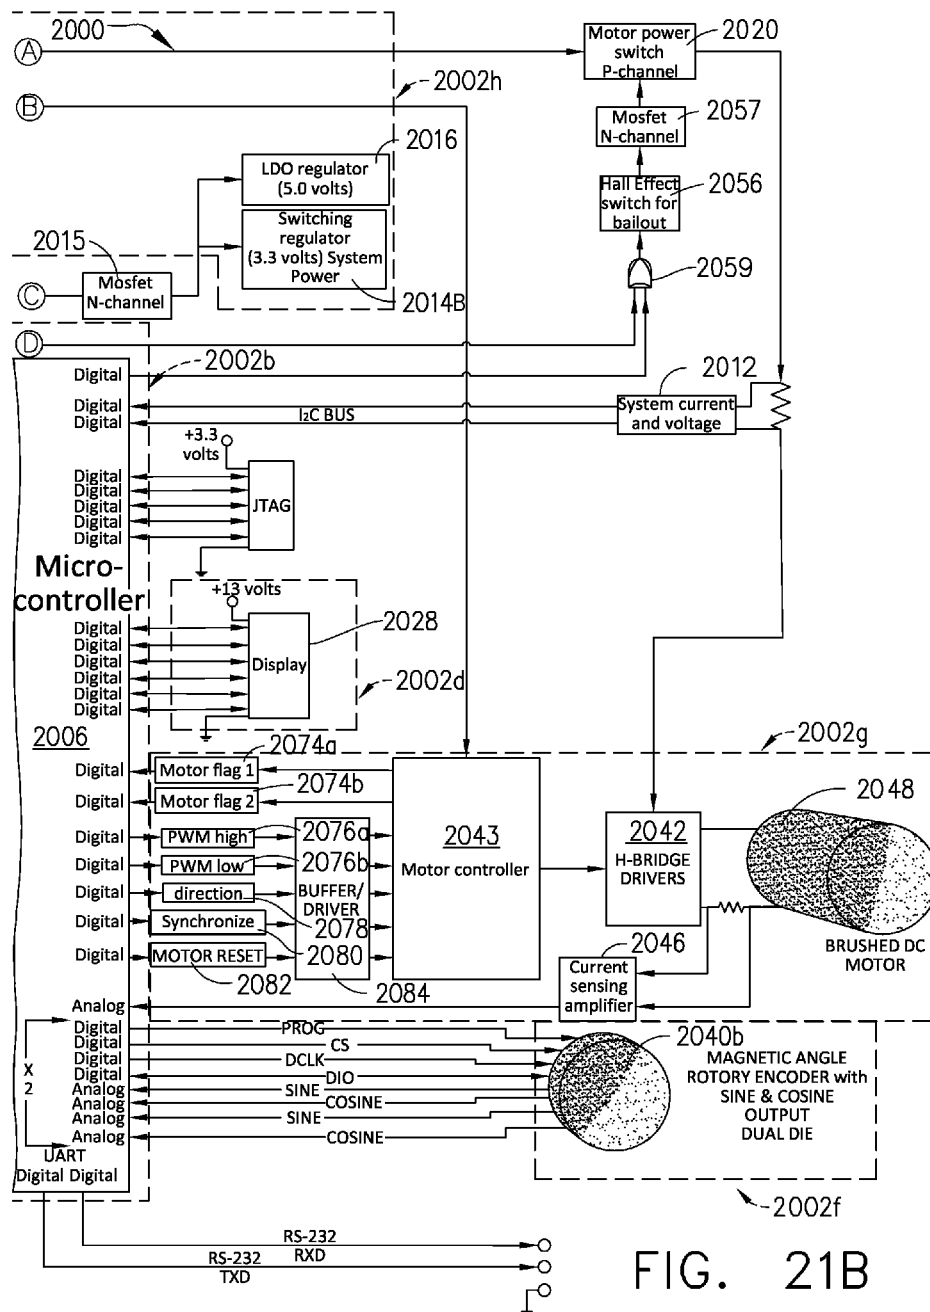 2000
A
Motor power
switch
P-channel
2020
2002h
B
Mosfet
N-channel
2057
2016
LDO regulator
(5.0 volts)
Hall Effect
switch for
bailout
2056
Switching
regulator
(3.3 volts) System
Power
2015
2059
C
Mosfet
N-channel
2014B
D
2002b
Digital
2012
Digital
I2C BUS
Digital
System current
and voltage
+3.3
volts
Digital
Digital
Digital
Digital
Digital
JTAG
Micro-
controller
+13 volts
Digital
Digital
Digital
Digital
Digital
Digital
Display
2028
2002d
2006
2002g
2074a
Digital
Motor flag 1
2074b
Digital
Motor flag 2
2048
Digital
PWM high
2076a
2043
Motor controller
2042
H-BRIDGE
DRIVERS
Digital
PWM low
2076b
BUFFER/
DRIVER
Digital
direction
2078
Digital
Synchronize
2080
Digital
MOTOR RESET
2082
2084
2046
BRUSHED DC
MOTOR
Current
sensing
amplifier
Analog
Digital
PROG
Digital
CS
Digital
DCLK
Digital
DIO
Analog
SINE
Analog
COSINE
Analog
SINE
Analog
COSINE
X
2
2040b
MAGNETIC ANGLE
ROTORY ENCODER with
SINE & COSINE
OUTPUT
DUAL DIE
UART
Digital Digital
2002f
RS-232
RXD
RS-232
TXD
FIG. 21B